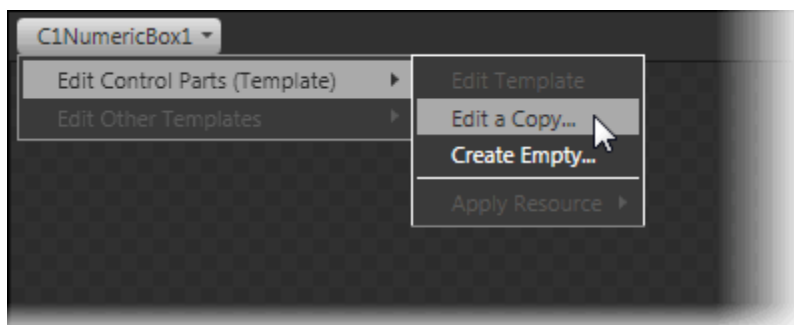 C1NumericBox1
Edit Control Parts (Template)
Edit Other Templates
Edit Template
Edit a Copy...
Create Empty...
Apply Resource